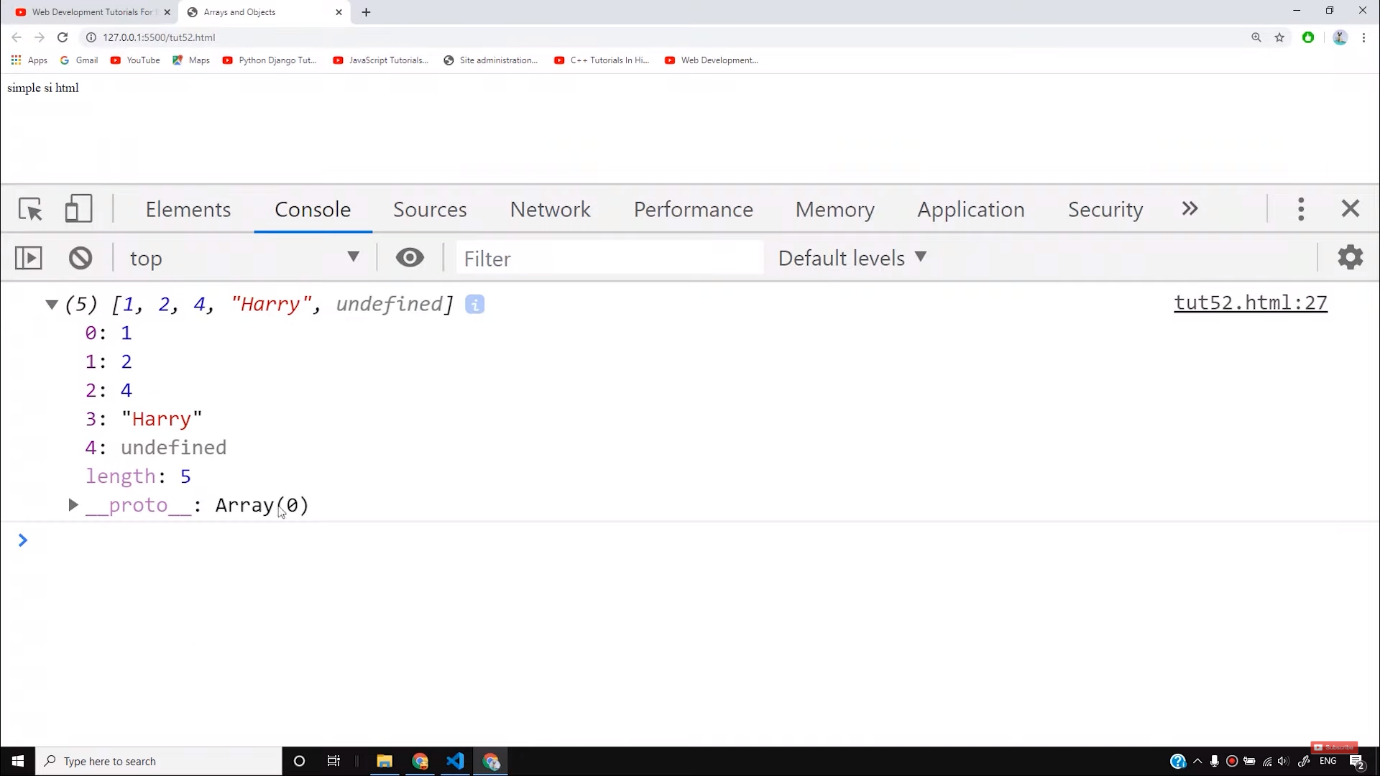 Web Development Tutorials For
Arrays and Objects
127.0.0.1:5500/tut52.html
Apps
Gmail
YouTube
Maps
Python Django Tut...
JavaScript Tutorials...
Site administration...
C++ Tutorials In Hi...
Web Development...
simple si html
Elements Console Sources Network Performance Memory Application Security »
top Filter Default levels
(5) [1, 2, 4, "Harry", undefined] i tut52.html:27
0: 1
1: 2
2: 4
3: "Harry"
4: undefined
length: 5
__proto__: Array(0)
>
Subscribe
Type here to search
ENG
2